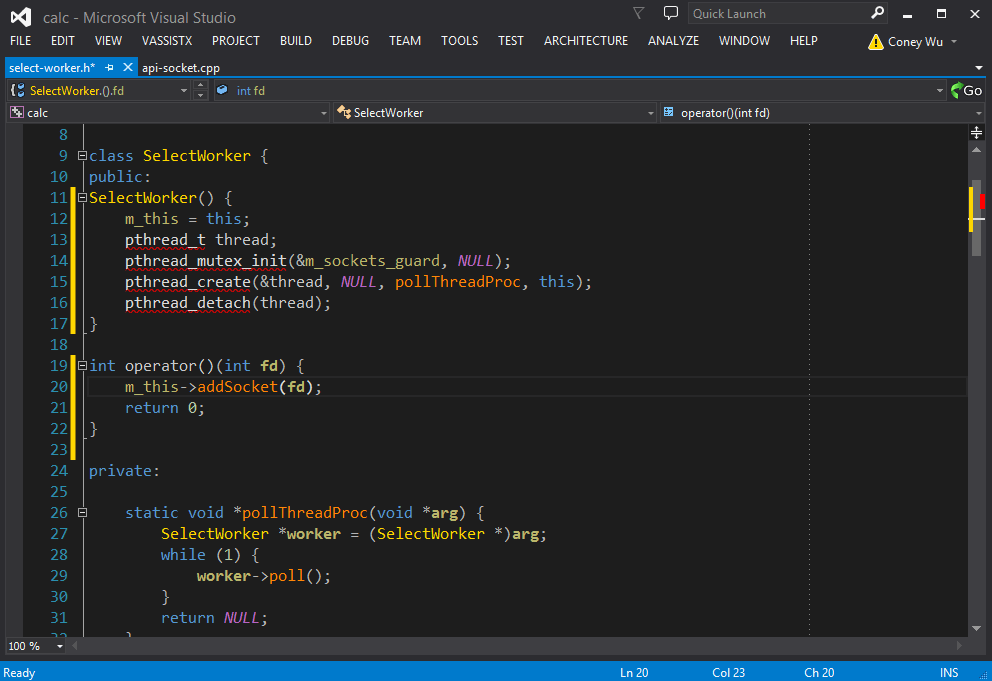 calc - Microsoft Visual Studio
Quick Launch
FILE EDIT VIEW VASSISTX PROJECT BUILD DEBUG TEAM TOOLS TEST ARCHITECTURE ANALYZE WINDOW HELP Coney Wu
select-worker.h* api-socket.cpp
SelectWorker.().fd int fd Go
calc SelectWorker operator()(int fd)
8
9 class SelectWorker {
10 public:
11 SelectWorker() {
12 m_this = this;
13 pthread_t thread;
14 pthread_mutex_init(&m_sockets_guard, NULL);
15 pthread_create(&thread, NULL, pollThreadProc, this);
16 pthread_detach(thread);
17 }
18
19 int operator()(int fd) {
20 m_this->addSocket(fd);
21 return 0;
22 }
23
24 private:
25
26 static void *pollThreadProc(void *arg) {
27 SelectWorker *worker = (SelectWorker *)arg;
28 while (1) {
29 worker->poll();
30 }
31 return NULL;
32 }
100 %
Ready Ln 20 Col 23 Ch 20 INS